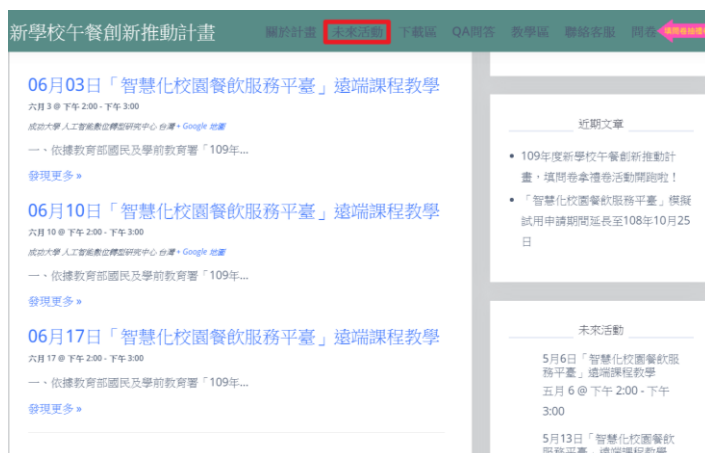 新學校午餐創新推動計畫
關於計畫 未來活動 下載區 QA問答 教學區 聯絡客服 問卷
06月03日「智慧化校園餐飲服務平臺」遠端課程教學
六月 3 @ 下午 2:00 - 下午 3:00
成功大學 人工智能數位轉型研究中心 台灣 + Google 地圖
一、依據教育部國民及學前教育署「109年...
發現更多 »
06月10日「智慧化校園餐飲服務平臺」遠端課程教學
六月 10 @ 下午 2:00 - 下午 3:00
成功大學 人工智能數位轉型研究中心 台灣 + Google 地圖
一、依據教育部國民及學前教育署「109年...
發現更多 »
06月17日「智慧化校園餐飲服務平臺」遠端課程教學
六月 17 @ 下午 2:00 - 下午 3:00
一、依據教育部國民及學前教育署「109年...
發現更多 »
近期文章
109年度新學校午餐創新推動計
畫，填問卷拿禮卷活動開跑啦！
「智慧化校園餐飲服務平臺」模擬
試用申請期間延長至108年10月25
日
未來活動
5月6日「智慧化校園餐飲服
務平臺」遠端課程教學
五月 6 @ 下午 2:00 - 下午
3:00
5月13日「智慧化校園餐飲
服務平臺」遠端課程教學